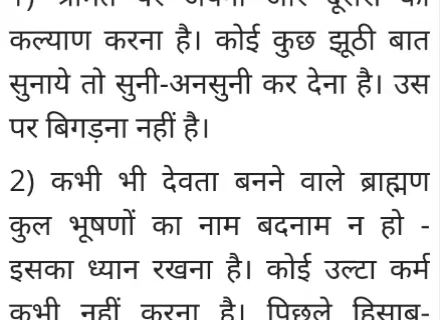 कल्याण करना है। कोई कुछ झूठी बात
सुनाये तो सुनी-अनसुनी कर देना है। उस
पर बिगड़ना नहीं है।
2) कभी भी देवता बनने वाले ब्राह्मण
कुल भूषणों का नाम बदनाम न हो -
इसका ध्यान रखना है। कोई उल्टा कर्म
कभी नहीं करना है। पिछले हिसाब-